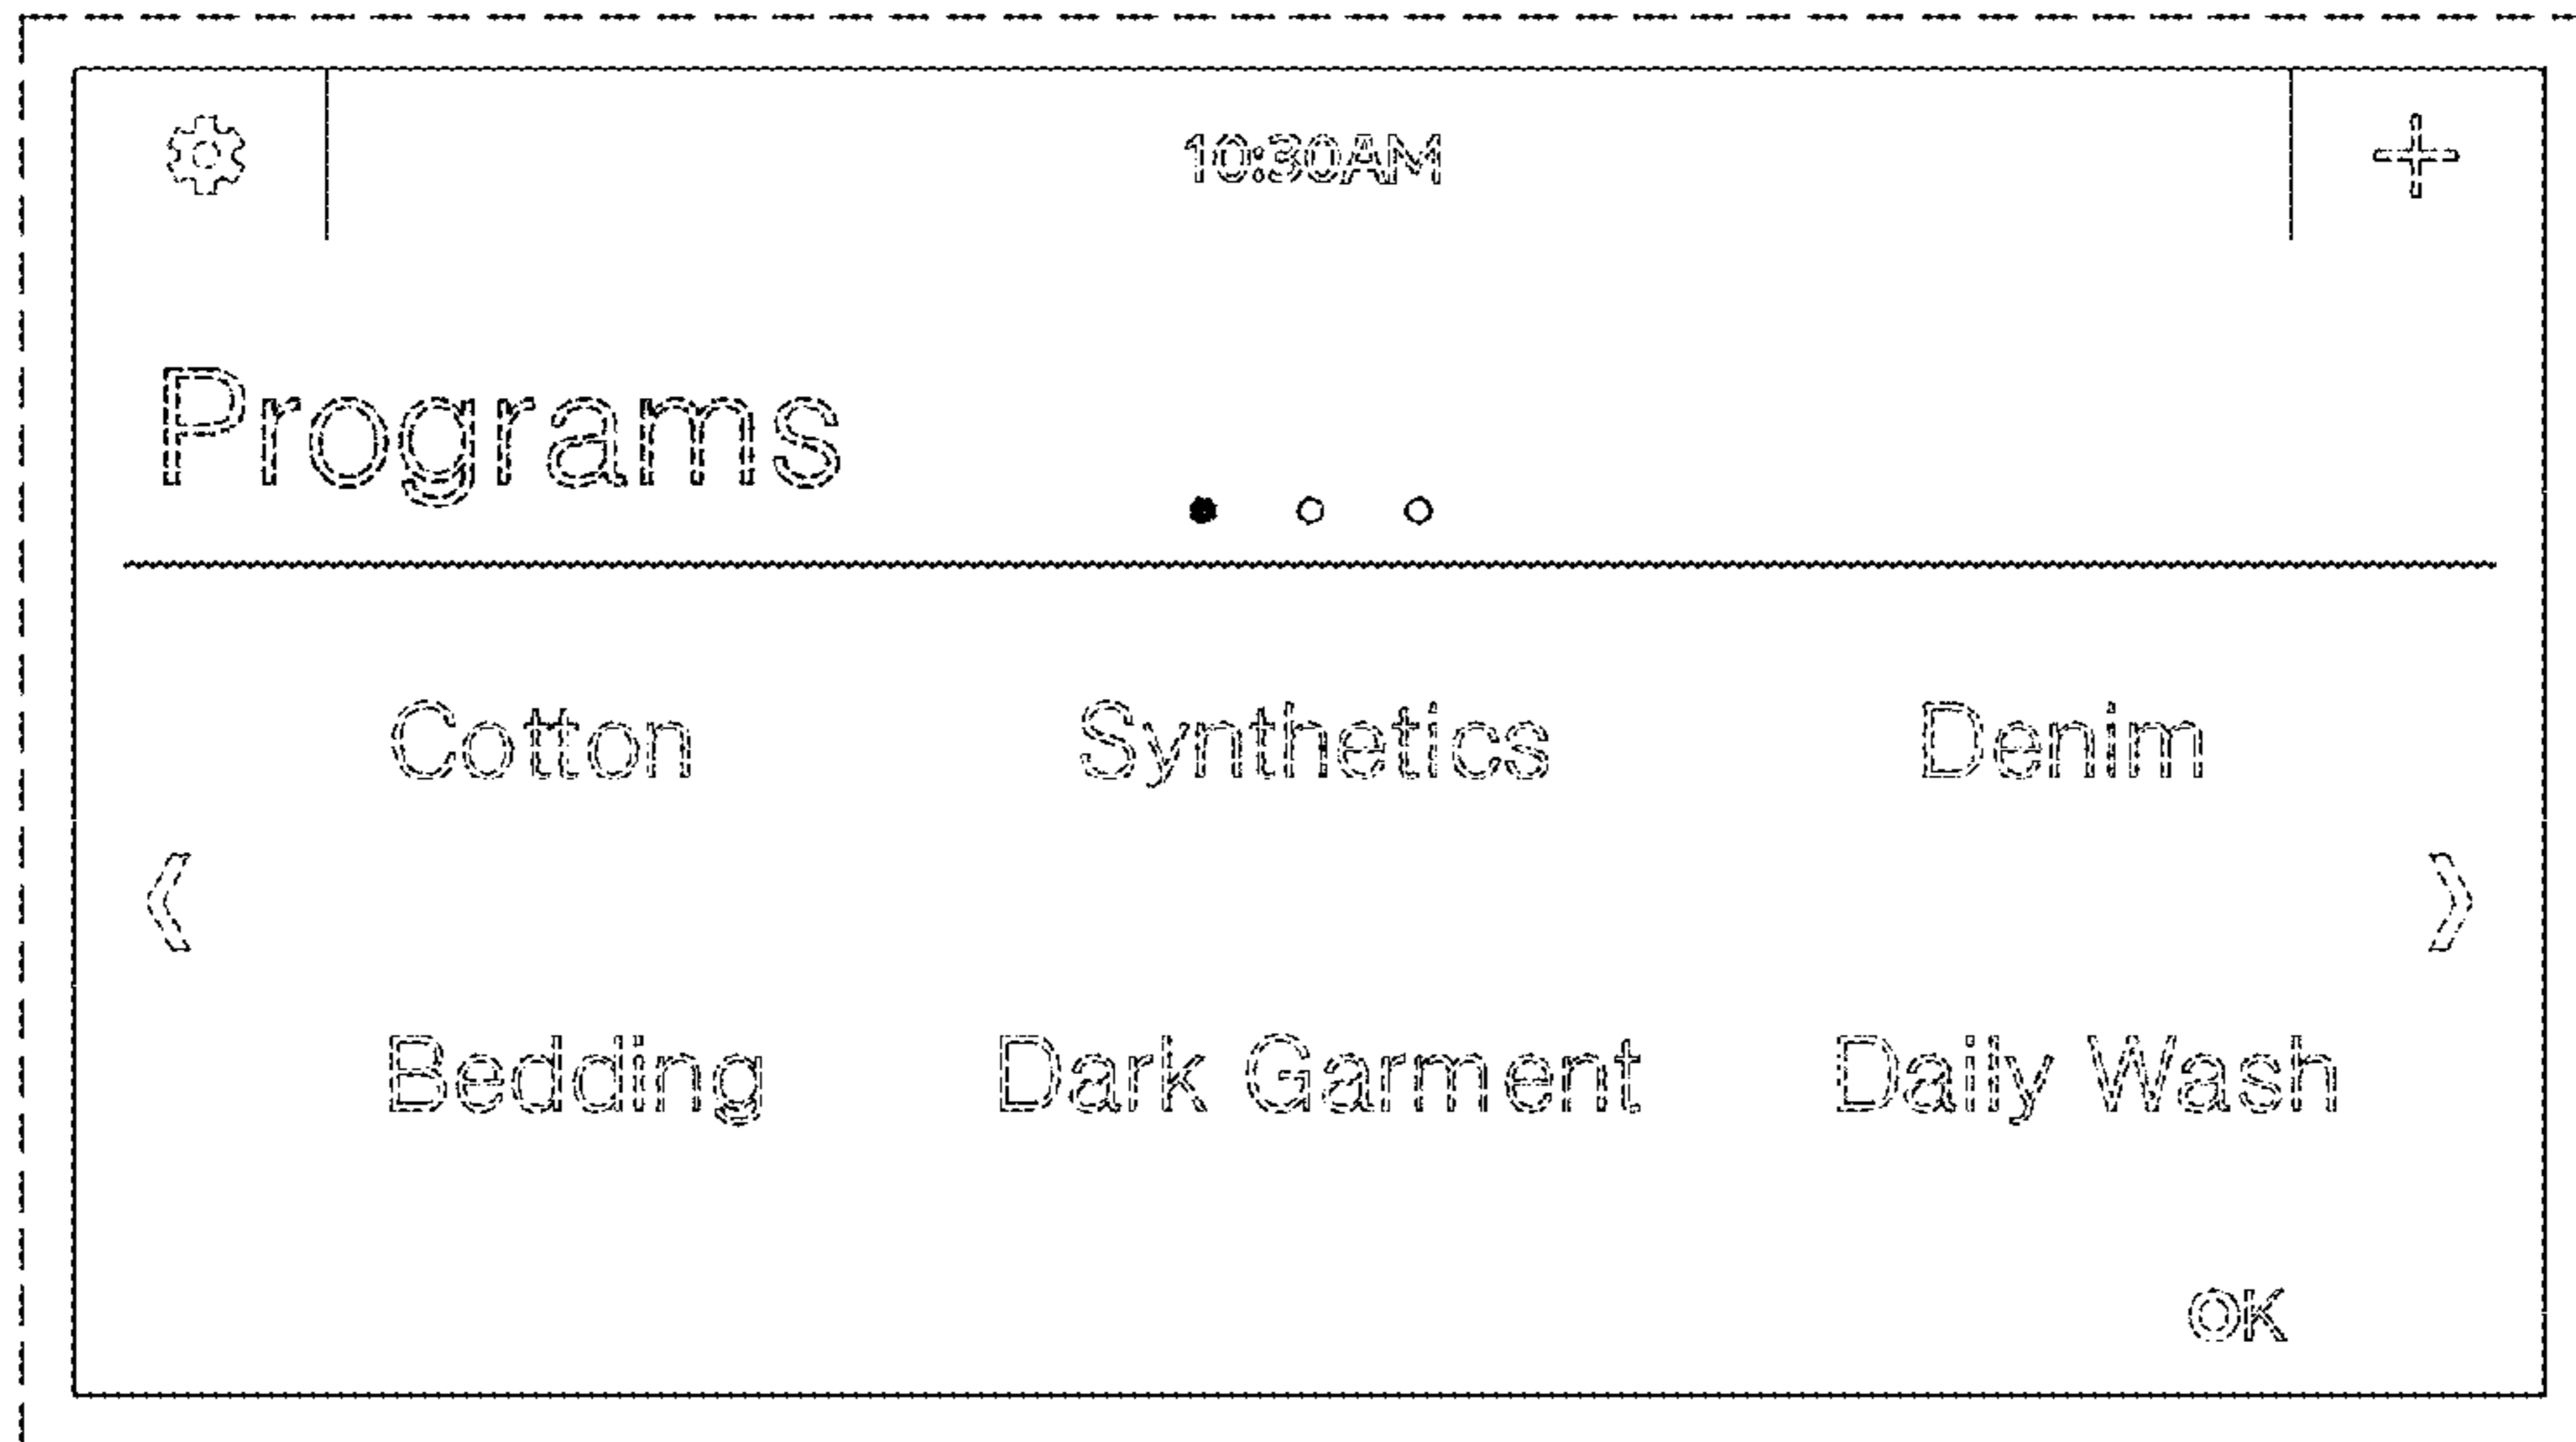 10:30AM
Programs
Cotton Synthetics Denim
Bedding Dark Garment Daily Wash
OK